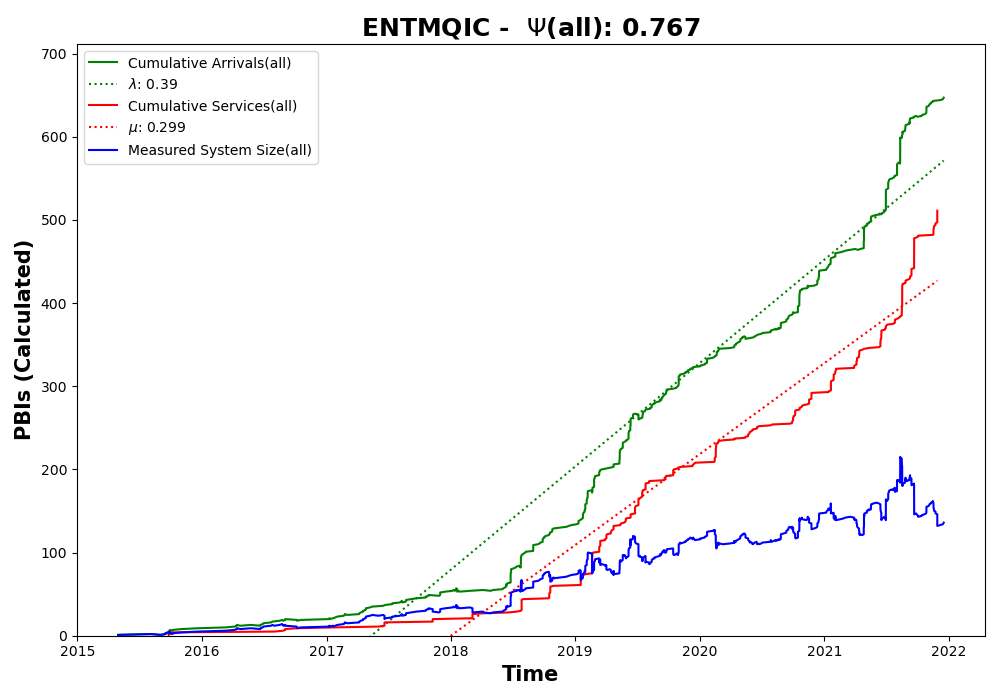 ENTMQIC - Ψ(all): 0.767
Cumulative Arrivals(all)
λ: 0.39
Cumulative Services(all)
μ: 0.299
Measured System Size(all)
PBIs (Calculated)
700
600
500
400
300
200
100
0
2015 2016 2017 2018 2019 2020 2021 2022
Time